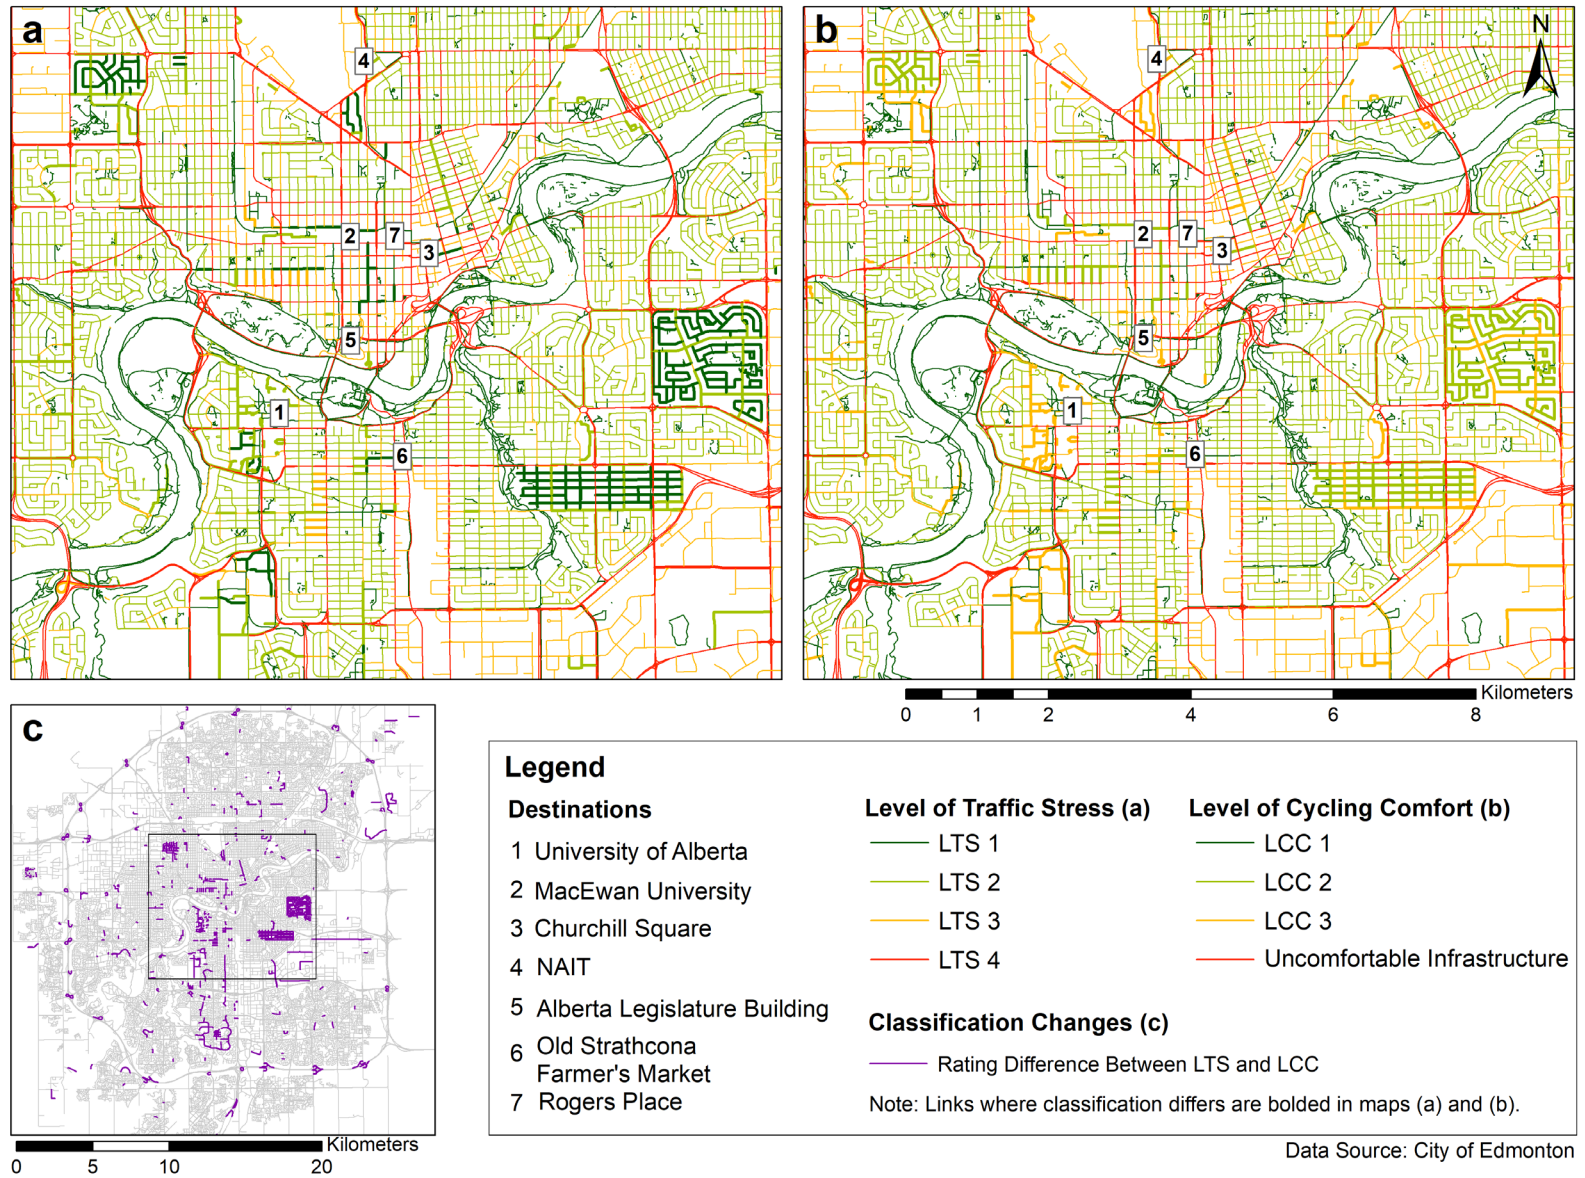 a
4
2
7
3
5
1
6
b
N
4
2
7
3
5
1
6
Kilometers
0 1 2 4 6 8
c
Kilometers
0 5 10 20
Legend
Destinations
1 University of Alberta
2 MacEwan University
3 Churchill Square
4 NAIT
5 Alberta Legislature Building
6 Old Strathcona
Farmer's Market
7 Rogers Place
Level of Traffic Stress (a)
LTS 1
LTS 2
LTS 3
LTS 4
Level of Cycling Comfort (b)
LCC 1
LCC 2
LCC 3
Uncomfortable Infrastructure
Classification Changes (c)
Rating Difference Between LTS and LCC
Note: Links where classification differs are bolded in maps (a) and (b).
Data Source: City of Edmonton